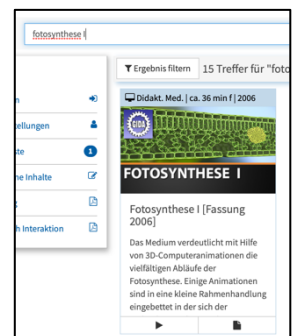 fotosynthese I
Ergebnis filtern 15 Treffer für "foto
Didakt. Med. | ca. 36 min f | 2006
GIDA
FOTOSYNTHESE I
Fotosynthese I [Fassung
2006]
Das Medium verdeutlicht mit Hilfe
von 3D-Computeranimationen die
vielfältigen Abläufe der
Fotosynthese. Einige Animationen
sind in eine kleine Rahmenhandlung
eingebettet in der sich der
tellungen
ste
1
ne Inhalte
h Interaktion